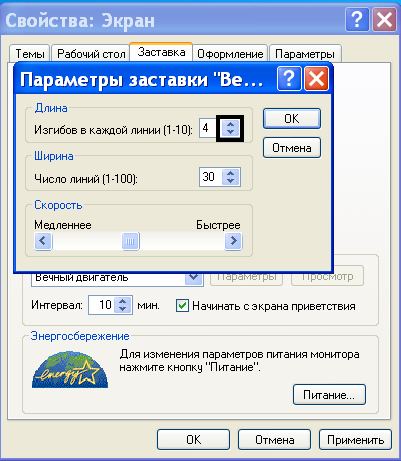 Свойства: Экран
Темы Рабочий стол Заставка Оформление Параметры
Параметры заставки "Ве...
Длина
Изгибов в каждой линии (1-10): 4
OK
Отмена
Ширина
Число линий (1-100): 30
Скорость
Медленнее Быстрее
Вечный двигатель Параметры Просмотр
Интервал: 10 мин. Начинать с экрана приветствия
Энергосбережение
energy
Для изменения параметров питания монитора
нажмите кнопку "Питание".
Питание...
OK Отмена Применить